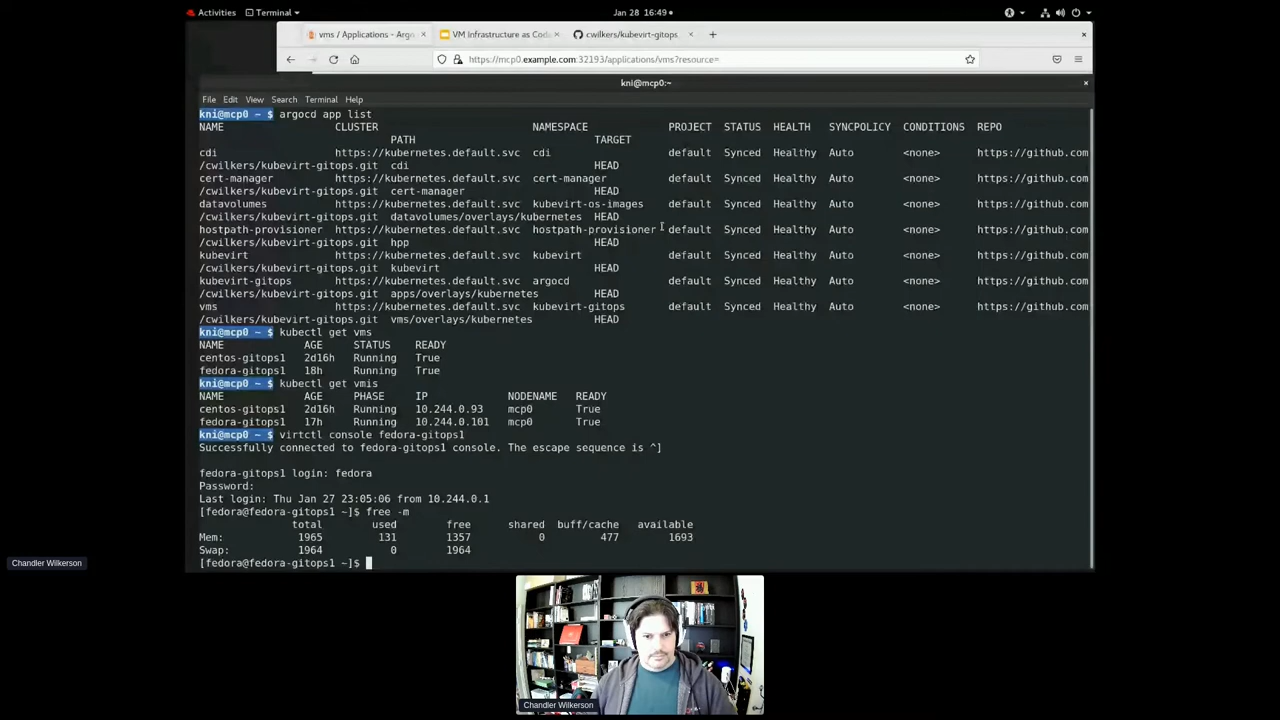 Activities Terminal Jan 28 16:49
vms / Applications - Argo VM Infrastructure as Coda cwilkers/kubevirt-gitops
https://mcp0.example.com:32193/applications/vms?resource=
kni@mcp0:~
File Edit View Search Terminal Help
kni@mcp0 ~ $ argocd app list
NAME CLUSTER NAMESPACE PROJECT STATUS HEALTH SYNCPOLICY CONDITIONS REPO
PATH TARGET
cdi https://kubernetes.default.svc cdi default Synced Healthy Auto <none> https://github.com
/cwilkers/kubevirt-gitops.git cdi HEAD
cert-manager https://kubernetes.default.svc cert-manager default Synced Healthy Auto <none> https://github.com
/cwilkers/kubevirt-gitops.git cert-manager HEAD
datavolumes https://kubernetes.default.svc kubevirt-os-images default Synced Healthy Auto <none> https://github.com
/cwilkers/kubevirt-gitops.git datavolumes/overlays/kubernetes HEAD
hostpath-provisioner https://kubernetes.default.svc hostpath-provisioner default Synced Healthy Auto <none> https://github.com
/cwilkers/kubevirt-gitops.git hpp HEAD
kubevirt https://kubernetes.default.svc kubevirt default Synced Healthy Auto <none> https://github.com
/cwilkers/kubevirt-gitops.git kubevirt HEAD
kubevirt-gitops https://kubernetes.default.svc argocd default Synced Healthy Auto <none> https://github.com
/cwilkers/kubevirt-gitops.git apps/overlays/kubernetes HEAD
vms https://kubernetes.default.svc kubevirt-gitops default Synced Healthy Auto <none> https://github.com
/cwilkers/kubevirt-gitops.git vms/overlays/kubernetes HEAD
kni@mcp0 ~ $ kubectl get vms
NAME AGE STATUS READY
centos-gitops1 2d16h Running True
fedora-gitops1 18h Running True
kni@mcp0 ~ $ kubectl get vmis
NAME AGE PHASE IP NODENAME READY
centos-gitops1 2d16h Running 10.244.0.93 mcp0 True
fedora-gitops1 17h Running 10.244.0.101 mcp0 True
kni@mcp0 ~ $ virtctl console fedora-gitops1
Successfully connected to fedora-gitops1 console. The escape sequence is ^]
fedora-gitops1 login: fedora
Password:
Last login: Thu Jan 27 23:05:06 from 10.244.0.1
[fedora@fedora-gitops1 ~]$ free -m
total used free shared buff/cache available
Mem: 1965 131 1357 0 477 1693
Swap: 1964 0 1964
[fedora@fedora-gitops1 ~]$
Chandler Wilkerson
Chandler Wilkerson